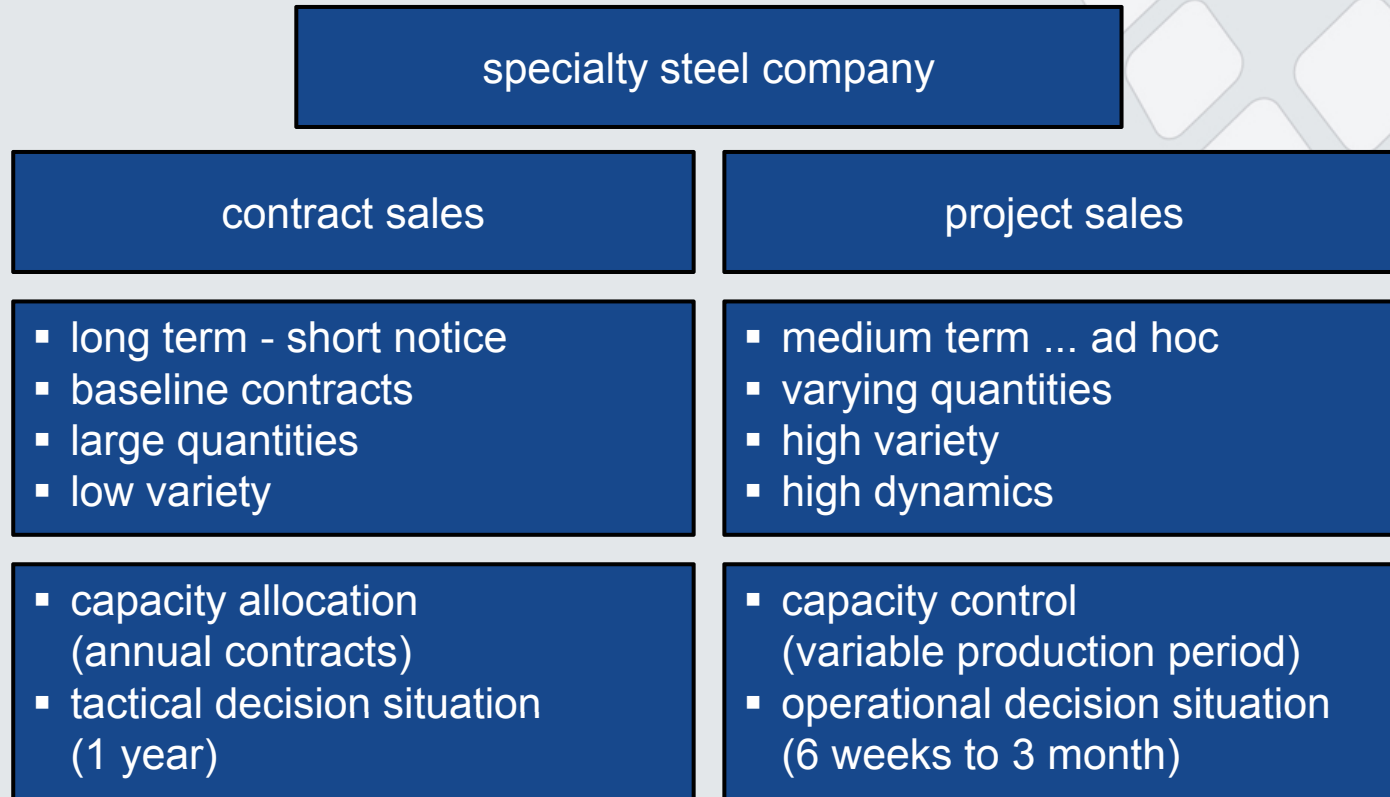 specialty steel company
contract sales
▪ long term - short notice
▪ baseline contracts
▪ large quantities
▪ low variety
▪ capacity allocation
(annual contracts)
▪ tactical decision situation
(1 year)
project sales
▪ medium term ... ad hoc
▪ varying quantities
▪ high variety
▪ high dynamics
▪ capacity control
(variable production period)
▪ operational decision situation
(6 weeks to 3 month)